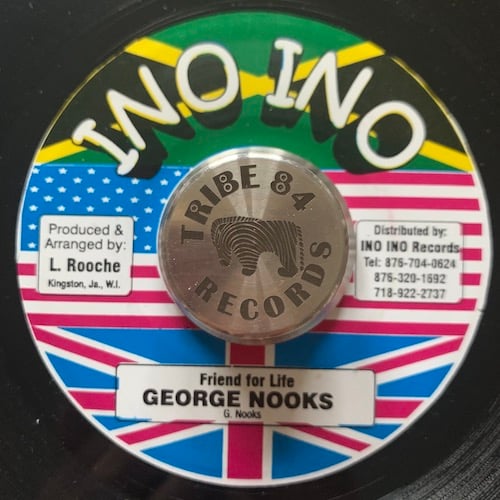 INO INO
TRIBE 84
RECORDS
Produced &
Arranged by:
L. Rooche
Kingston, Ja., W.I.
Distributed by:
INO INO Records
Tel: 876-704-0624
876-320-1692
718-922-2737
Friend for Life
GEORGE NOOKS
G. Nooks